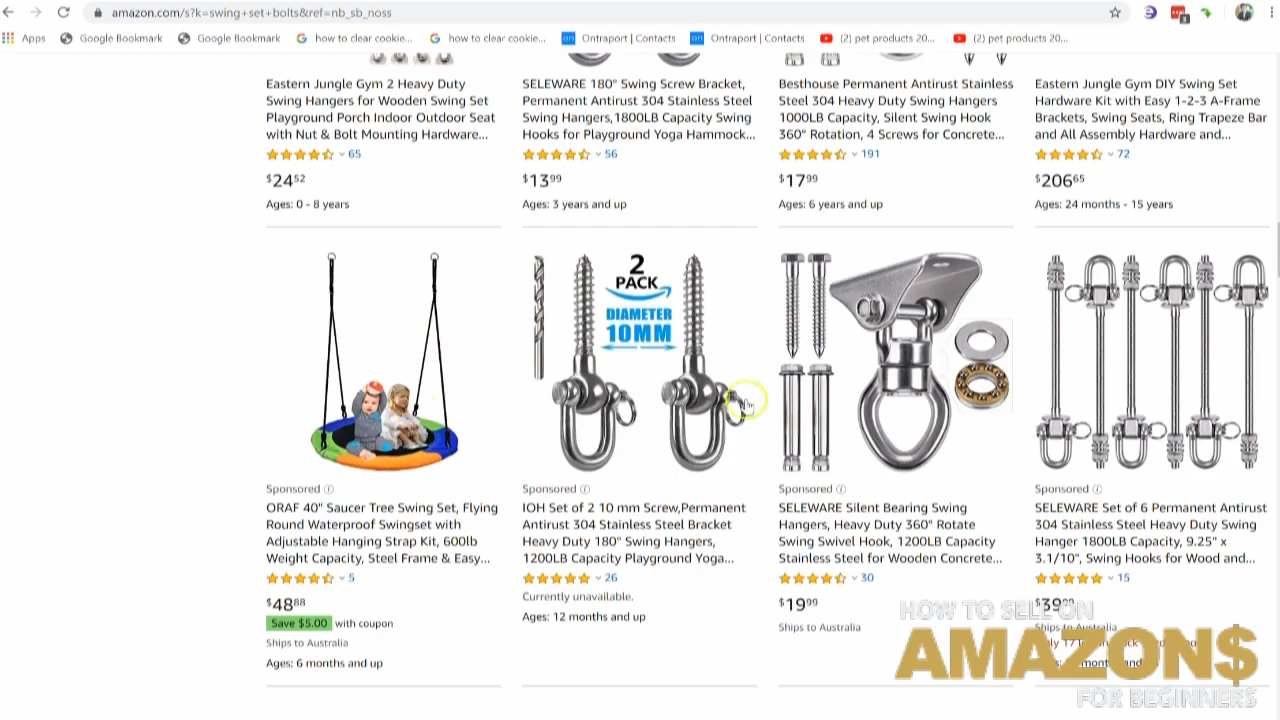 amazon.com/s?k=swing+set+bolts&ref=nb_sb_noss
Apps Google Bookmark Google Bookmark how to clear cookie... how to clear cookie... Ontraport | Contacts Ontraport | Contacts (2) pet products 20... (2) pet products 20...
Eastern Jungle Gym 2 Heavy Duty
Swing Hangers for Wooden Swing Set
Playground Porch Indoor Outdoor Seat
with Nut & Bolt Mounting Hardware...
65
$2452
Ages: 0 - 8 years
SELEWARE 180° Swing Screw Bracket,
Permanent Antirust 304 Stainless Steel
Swing Hangers,1800LB Capacity Swing
Hooks for Playground Yoga Hammock...
56
$1399
Ages: 3 years and up
Besthouse Permanent Antirust Stainless
Steel 304 Heavy Duty Swing Hangers
1000LB Capacity, Silent Swing Hook
360° Rotation, 4 Screws for Concrete...
191
$1799
Ages: 6 years and up
Eastern Jungle Gym DIY Swing Set
Hardware Kit with Easy 1-2-3 A-Frame
Brackets, Swing Seats, Ring Trapeze Bar
and All Assembly Hardware and...
72
$20665
Ages: 24 months - 15 years
Sponsored
ORAF 40" Saucer Tree Swing Set, Flying
Round Waterproof Swingset with
Adjustable Hanging Strap Kit, 600lb
Weight Capacity, Steel Frame & Easy...
5
$4888
Save $5.00 with coupon
Ships to Australia
Ages: 6 months and up
2
PACK
DIAMETER
10MM
Sponsored
IOH Set of 2 10 mm Screw,Permanent
Antirust 304 Stainless Steel Bracket
Heavy Duty 180° Swing Hangers,
1200LB Capacity Playground Yoga...
26
Currently unavailable.
Ages: 12 months and up
Sponsored
SELEWARE Silent Bearing Swing
Hangers, Heavy Duty 360° Rotate
Swing Swivel Hook, 1200LB Capacity
Stainless Steel for Wooden Concrete...
30
$1999
Ships to Australia
Sponsored
SELEWARE Set of 6 Permanent Antirust
304 Stainless Steel Heavy Duty Swing
Hanger 1800LB Capacity, 9.25" x
3.1/10", Swing Hooks for Wood and...
15
$39
Ships to Australia
HOW TO SELL ON
AMAZON$
FOR BEGINNERS